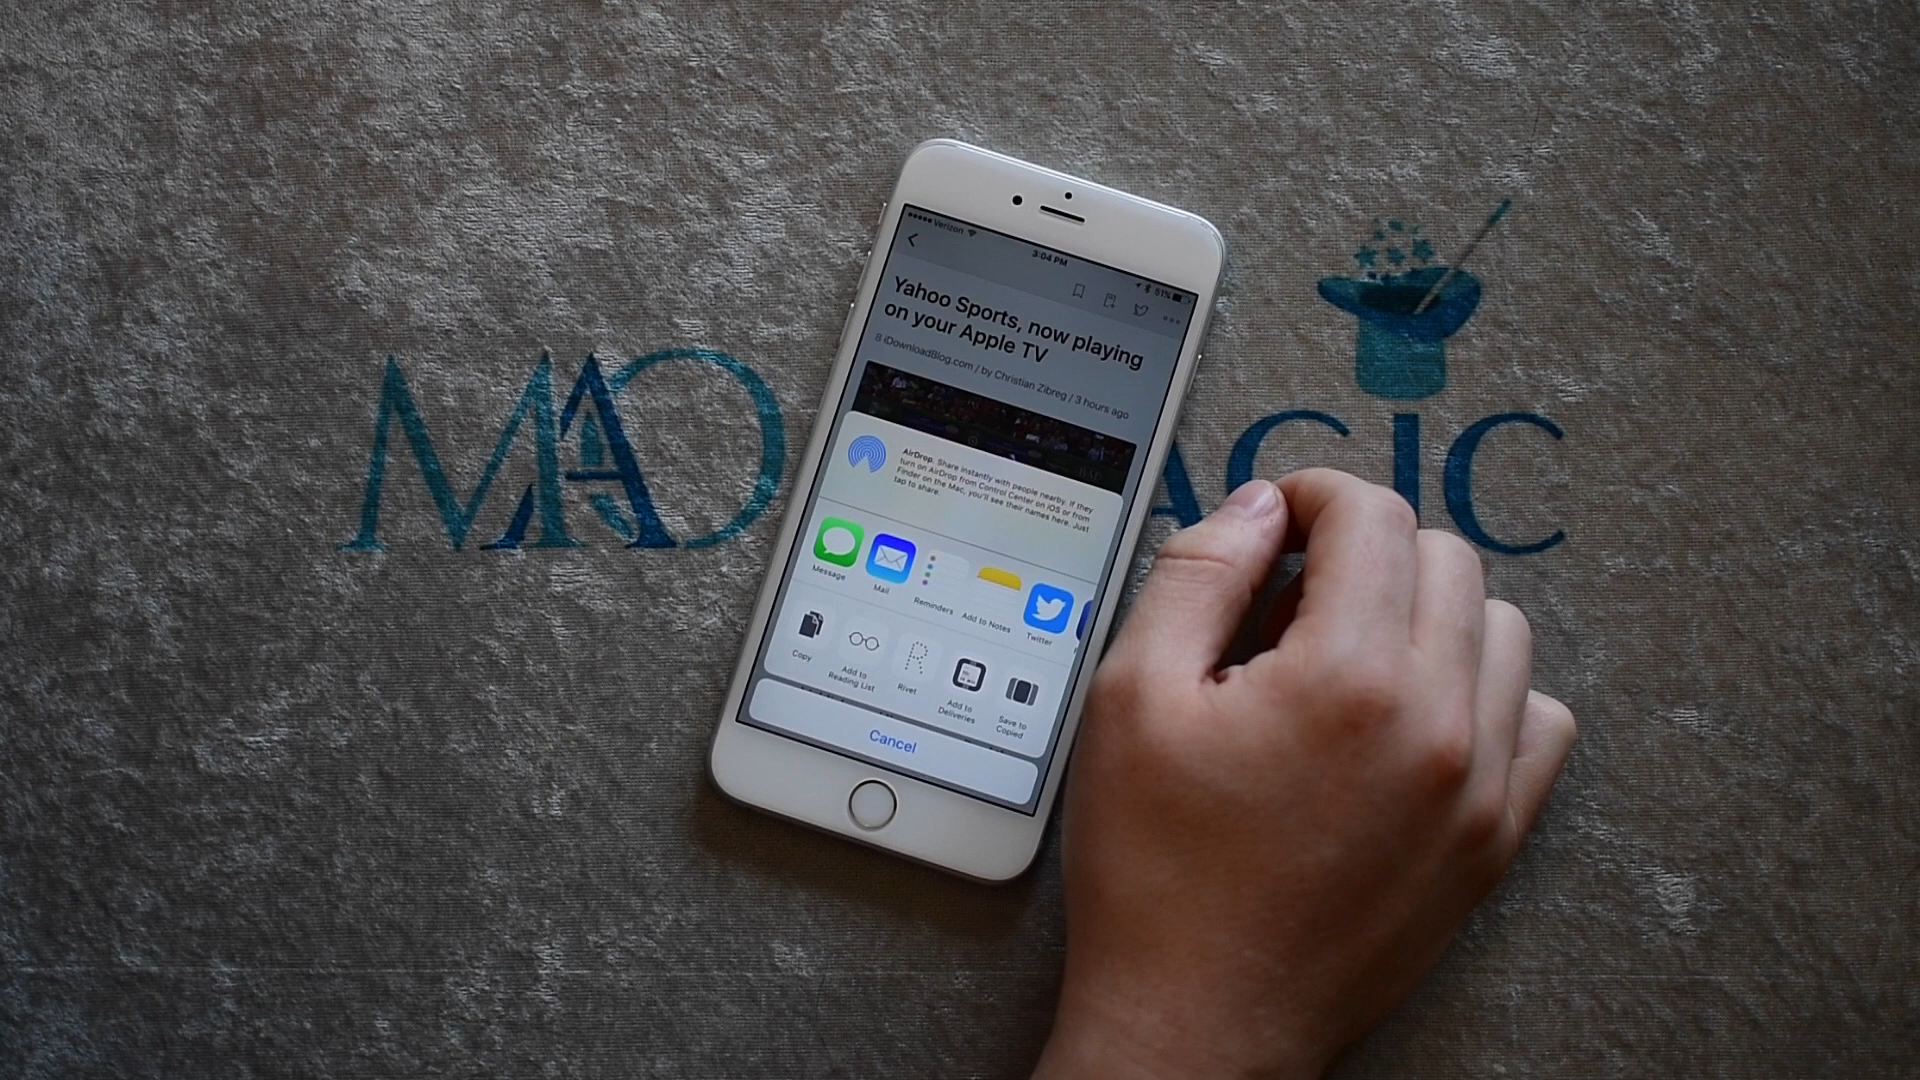 Verizon
3:04 PM
51%
Yahoo Sports, now playing
on your Apple TV
8 iDownloadBlog.com / by Christian Zibreg / 3 hours ago
AirDrop. Share instantly with people nearby. If they
turn on AirDrop from Control Center on iOS or from
Finder on the Mac, you'll see their names here. Just
tap to share.
Message
Mail
Reminders
Add to Notes
Twitter
Copy
Add to
Reading List
Rivet
Add to
Deliveries
Save to
Copied
Cancel
MAD
AGIC